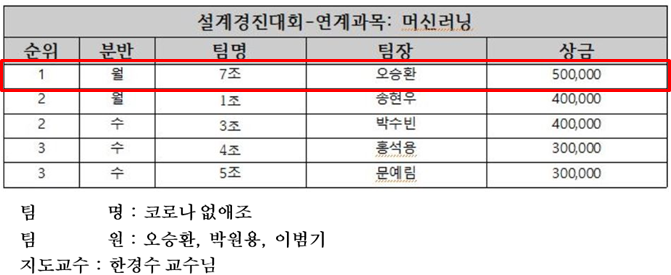 설계경진대회-연계과목: 머신러닝
순위 분반 팀명 팀장 상금
1 월 7조 오승환 500,000
2 월 1조 송현우 400,000
2 수 3조 박수빈 400,000
3 수 4조 홍석용 300,000
3 수 5조 문예림 300,000
팀 명 : 코로나 없애조
팀 원 : 오승환, 박원용, 이범기
지도교수 : 한경수 교수님